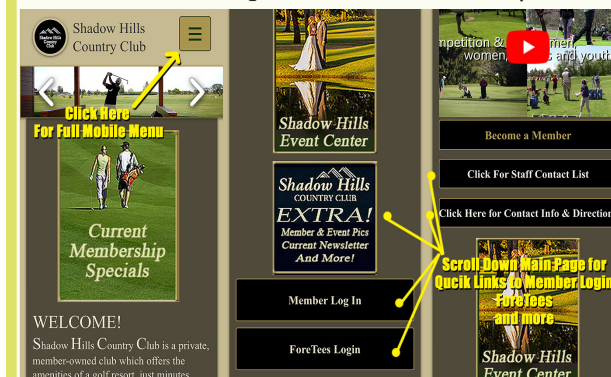 Shadow Hills
Country Club
Click Here
For Full Mobile Menu
Current
Membership
Specials
WELCOME!
Shadow Hills Country Club is a private,
member-owned club which offers the
amenities of a golf resort, just minutes
Shadow Hills
Event Center
Shadow Hills
COUNTRY CLUB
EXTRA!
Member & Event Pics
Current Newsletter
And More!
Member Log In
ForeTees Login
women,
and youth
Become a Member
Click For Staff Contact List
Click Here for Contact Info & Direction
Scroll Down Main Page for
Qucik Links to Member Login
ForeTees
and more
Shadow Hills
Event Center